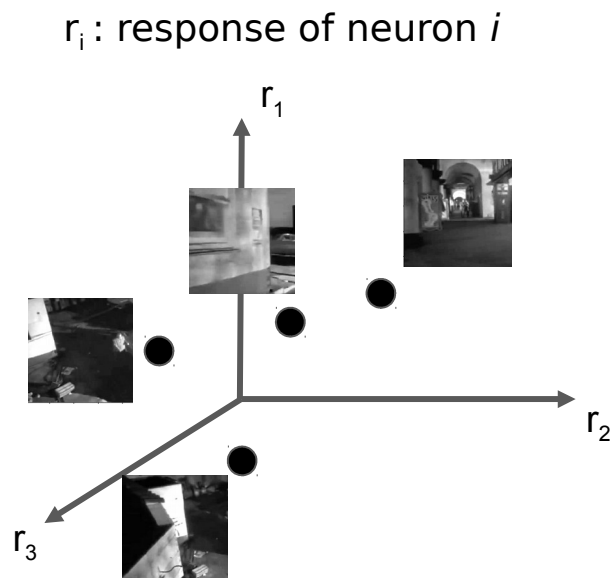 rᵢ : response of neuron i
r₁
r₂
r₃